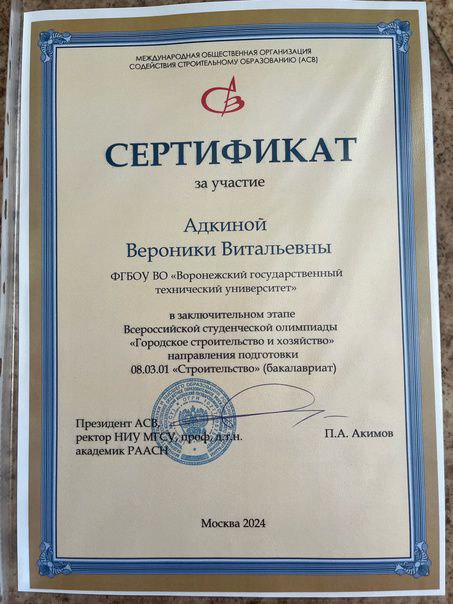 МЕЖДУНАРОДНАЯ ОБЩЕСТВЕННАЯ ОРГАНИЗАЦИЯ
СОДЕЙСТВИЯ СТРОИТЕЛЬНОМУ ОБРАЗОВАНИЮ (АСВ)
АСВ
СЕРТИФИКАТ
за участие
Адкиной
Вероники Витальевны
ФГБОУ ВО «Воронежский государственный
технический университет»
в заключительном этапе
Всероссийской студенческой олимпиады
«Городское строительство и хозяйство»
направления подготовки
08.03.01 «Строительство» (бакалавриат)
Президент АСВ,
ректор НИУ МГСУ, проф, д.т.н.
академик РААСН
П.А. Акимов
Москва 2024